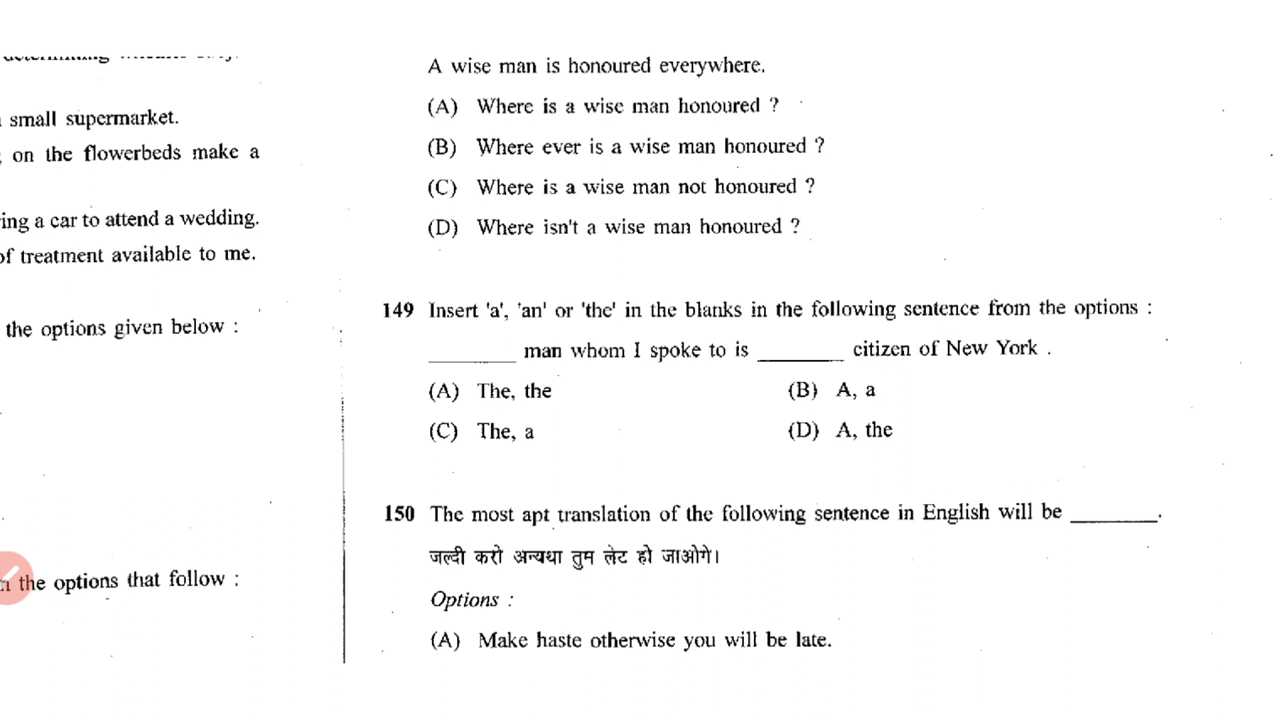 small supermarket.
on the flowerbeds make a
ing a car to attend a wedding.
of treatment available to me.
the options given below :
the options that follow :
A wise man is honoured everywhere.
(A) Where is a wise man honoured ?
(B) Where ever is a wise man honoured ?
(C) Where is a wise man not honoured ?
(D) Where isn't a wise man honoured ?
149 Insert 'a', 'an' or 'the' in the blanks in the following sentence from the options :
________ man whom I spoke to is ________ citizen of New York .
(A) The, the (B) A, a
(C) The, a (D) A, the
150 The most apt translation of the following sentence in English will be ________.
जल्दी करो अन्यथा तुम लेट हो जाओगे।
Options :
(A) Make haste otherwise you will be late.